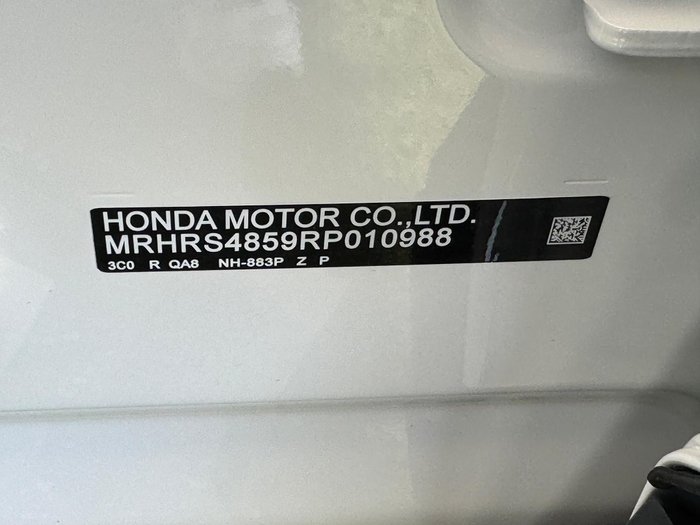 HONDA MOTOR CO.,LTD.
MRHRS4859RP010988
3C0 R QA8 NH-883P Z P